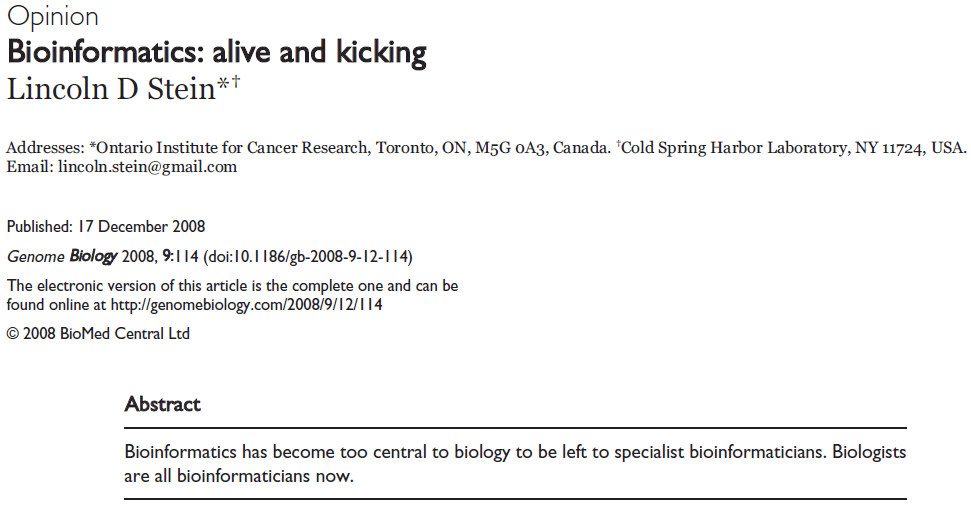 Opinion
Bioinformatics: alive and kicking
Lincoln D Stein*†
Addresses: *Ontario Institute for Cancer Research, Toronto, ON, M5G 0A3, Canada. †Cold Spring Harbor Laboratory, NY 11724, USA.
Email: lincoln.stein@gmail.com
Published: 17 December 2008
Genome Biology 2008, 9:114 (doi:10.1186/gb-2008-9-12-114)
The electronic version of this article is the complete one and can be
found online at http://genomebiology.com/2008/9/12/114
© 2008 BioMed Central Ltd
Abstract
Bioinformatics has become too central to biology to be left to specialist bioinformaticians. Biologists
are all bioinformaticians now.